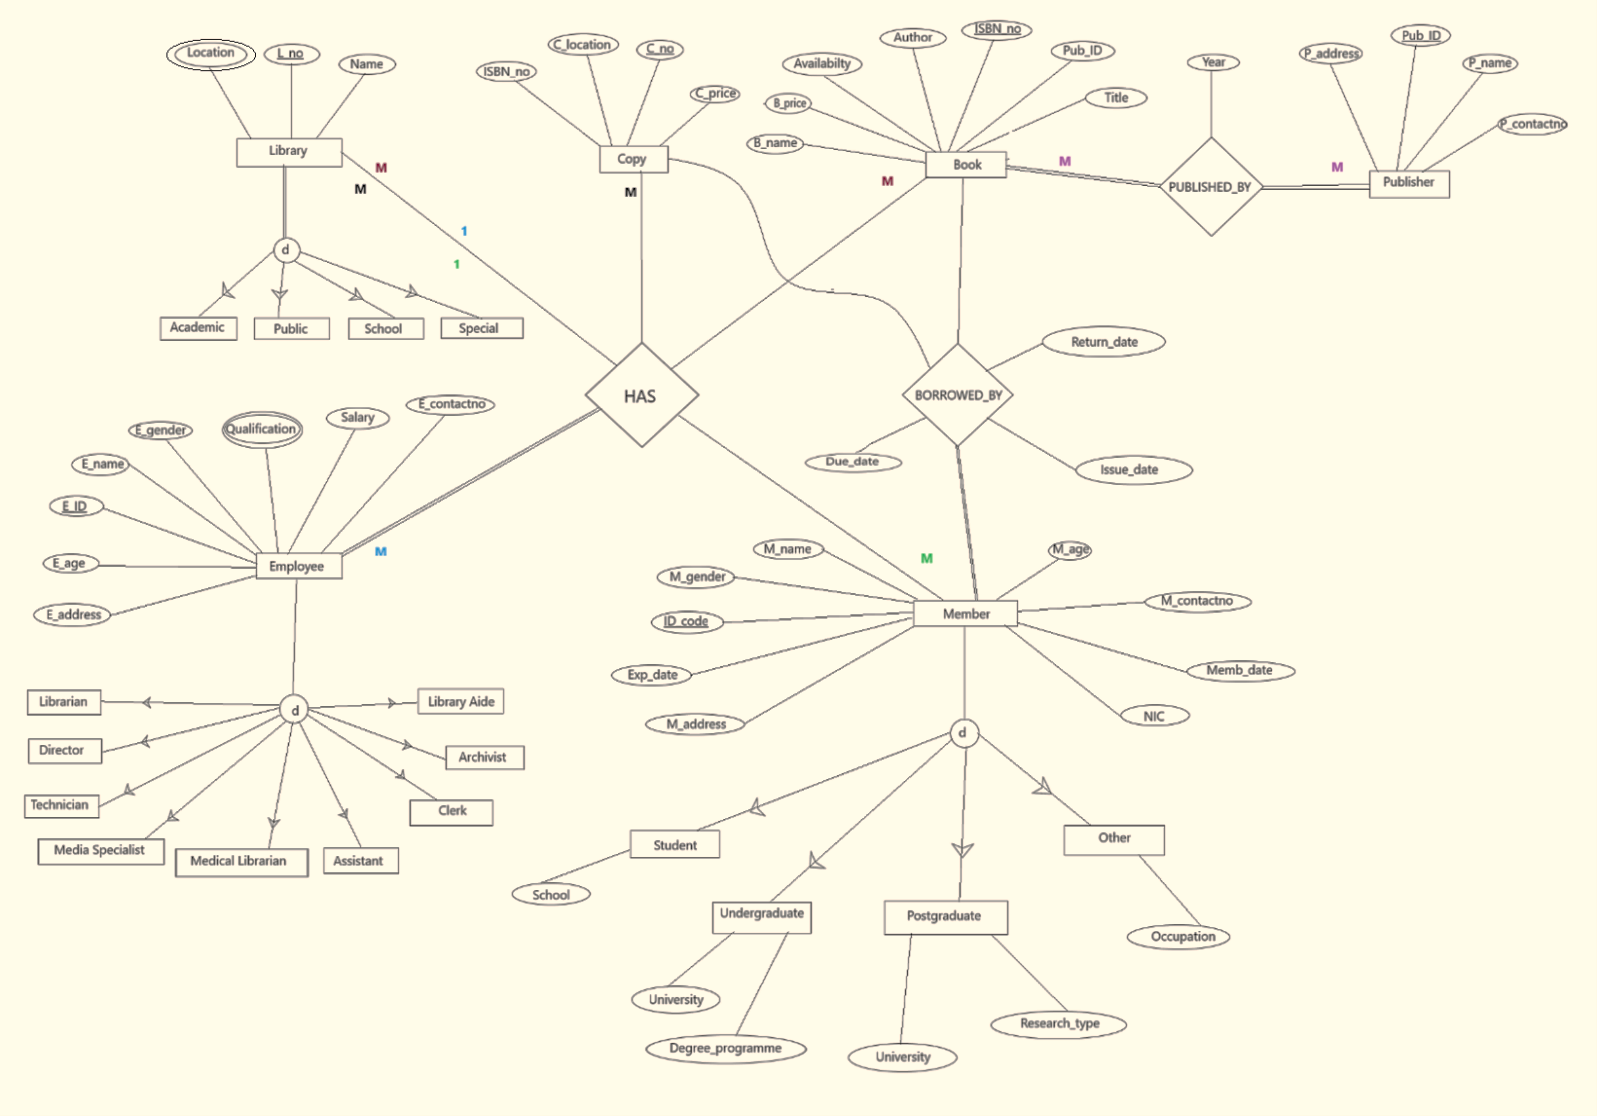 Location
L_no
Name
ISBN_no
C_location
C_no
C_price
Library
Copy
B_name
B_price
Availabilty
Author
ISBN_no
Pub_ID
Title
Book
Year
P_address
Pub_ID
P_name
P_contactno
Publisher
PUBLISHED_BY
M
M
M
M
M
M
1
1
d
Academic
Public
School
Special
HAS
BORROWED_BY
Return_date
Due_date
Issue_date
E_gender
Qualification
Salary
E_contactno
E_name
E_ID
E_age
E_address
Employee
M
M
M_name
M_age
M_gender
M_contactno
ID_code
Member
Exp_date
Memb_date
M_address
NIC
d
Librarian
Library Aide
Director
Archivist
Technician
Clerk
Media Specialist
Medical Librarian
Assistant
d
Student
Other
School
Undergraduate
Postgraduate
Occupation
University
Degree_programme
University
Research_type